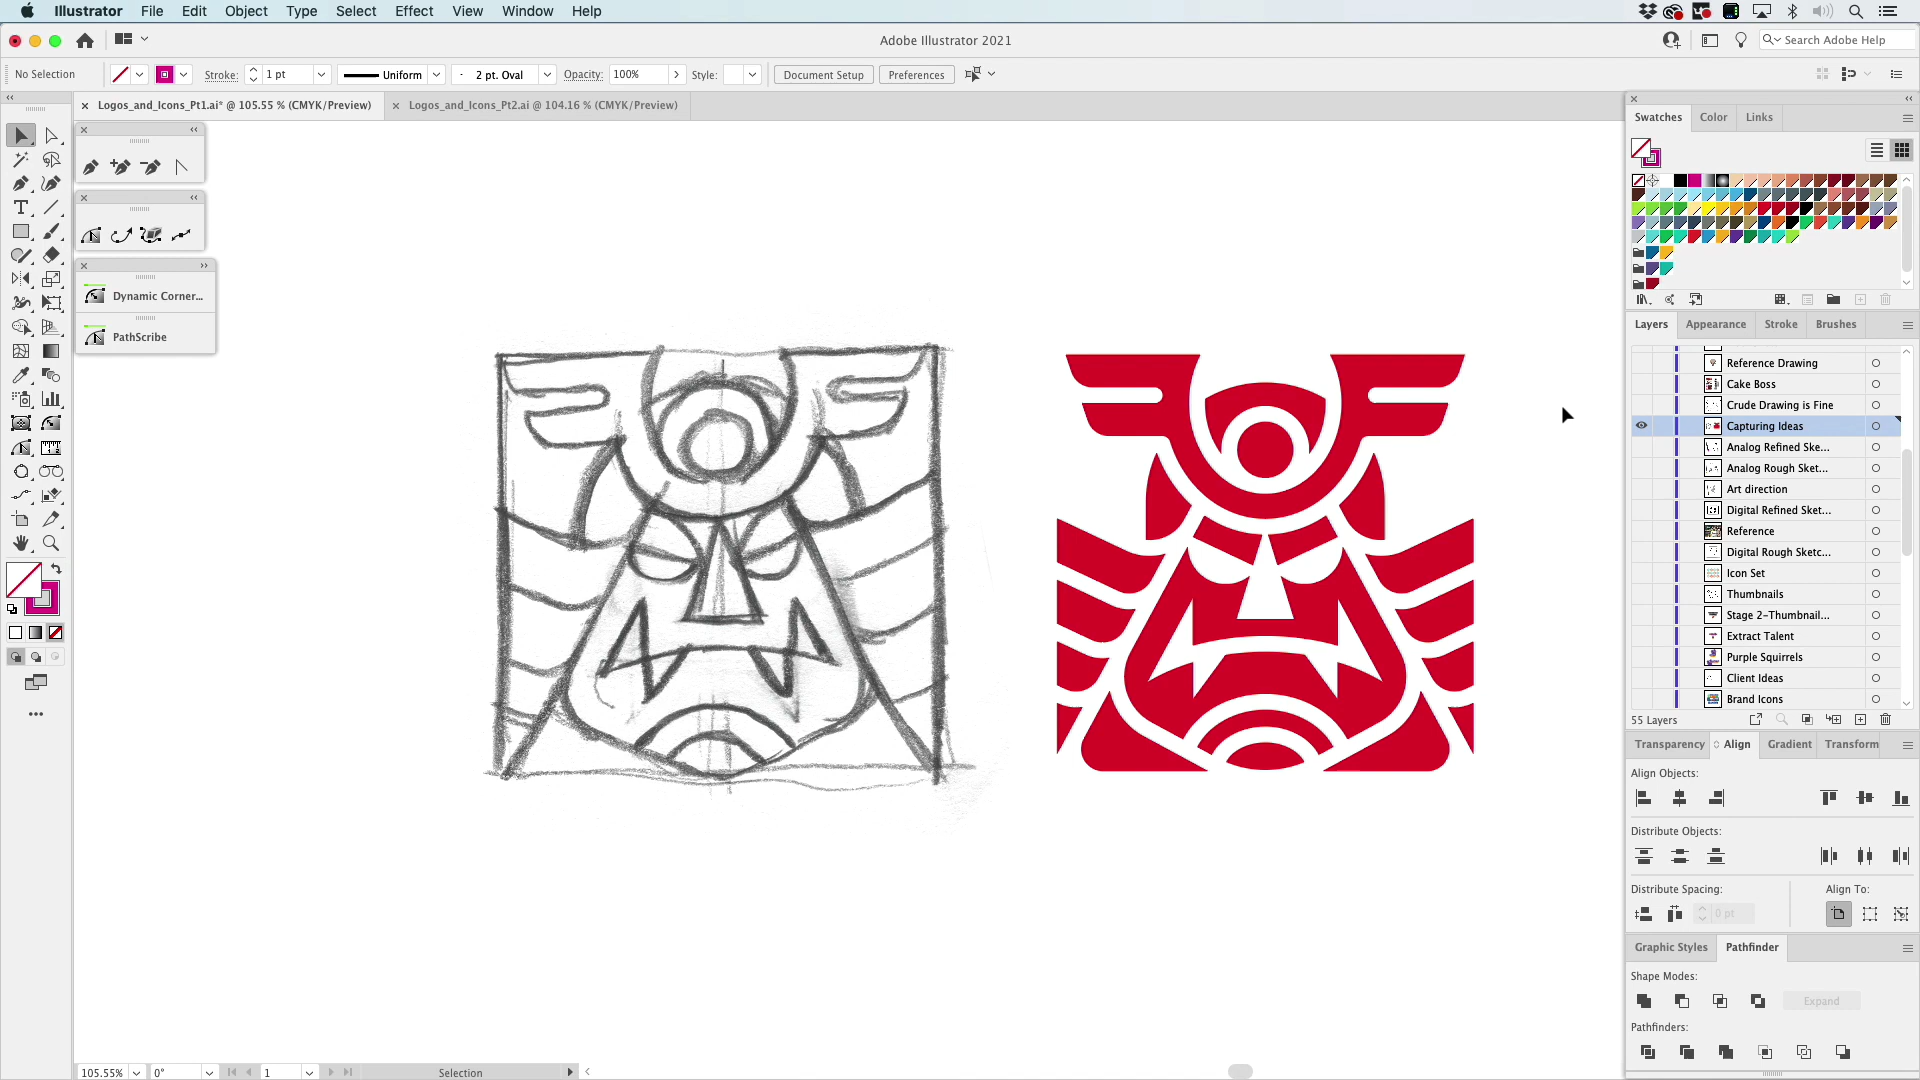 Illustrator File Edit Object Type Select Effect View Window Help
Adobe Illustrator 2021
Search Adobe Help
No Selection
Stroke: 1 pt
Uniform
2 pt. Oval
Opacity: 100%
Style:
Document Setup
Preferences
Logos_and_Icons_Pt1.ai* @ 105.55 % (CMYK/Preview)
Logos_and_Icons_Pt2.ai @ 104.16 % (CMYK/Preview)
Dynamic Corner...
PathScribe
Swatches Color Links
Layers Appearance Stroke Brushes
Reference Drawing
Cake Boss
Crude Drawing is Fine
Capturing Ideas
Analog Refined Ske...
Analog Rough Sket...
Art direction
Digital Refined Sket...
Reference
Digital Rough Sketc...
Icon Set
Thumbnails
Stage 2-Thumbnail...
Extract Talent
Purple Squirrels
Client Ideas
Brand Icons
55 Layers
Transparency Align Gradient Transform
Align Objects:
Distribute Objects:
Distribute Spacing: Align To:
0 pt
Graphic Styles Pathfinder
Shape Modes:
Expand
Pathfinders:
105.55% 0° 1 Selection